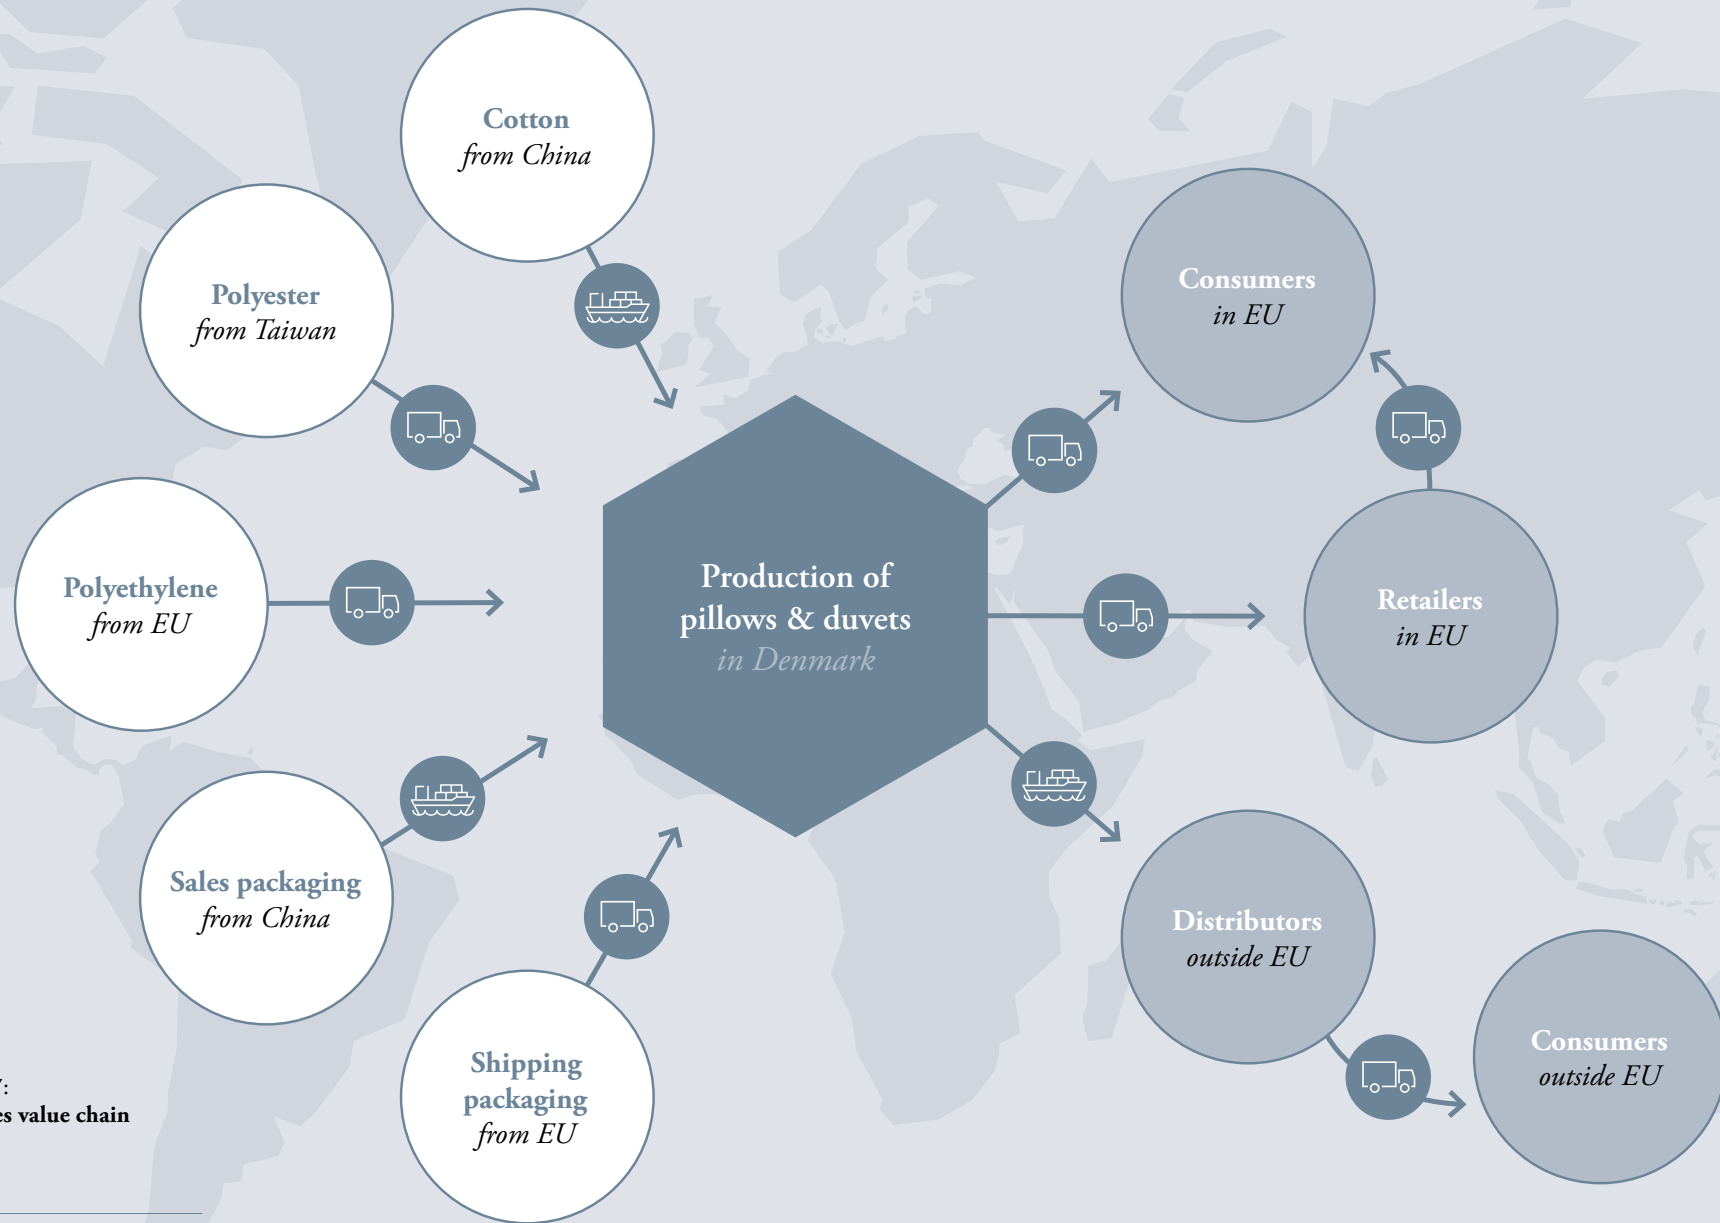 Cotton
from China
Polyester
from Taiwan
Polyethylene
from EU
Sales packaging
from China
Shipping
packaging
from EU
Production of
pillows & duvets
in Denmark
Consumers
in EU
Retailers
in EU
Distributors
outside EU
Consumers
outside EU
value chain